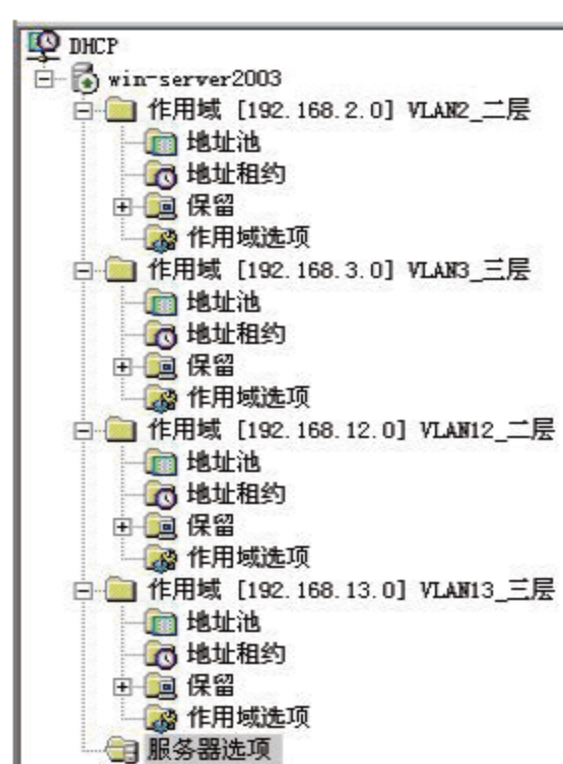 DHCP
win-server2003
作用域 [192.168.2.0] VLAN2_二层
地址池
地址租约
保留
作用域选项
作用域 [192.168.3.0] VLAN3_三层
地址池
地址租约
保留
作用域选项
作用域 [192.168.12.0] VLAN12_二层
地址池
地址租约
保留
作用域选项
作用域 [192.168.13.0] VLAN13_三层
地址池
地址租约
保留
作用域选项
服务器选项